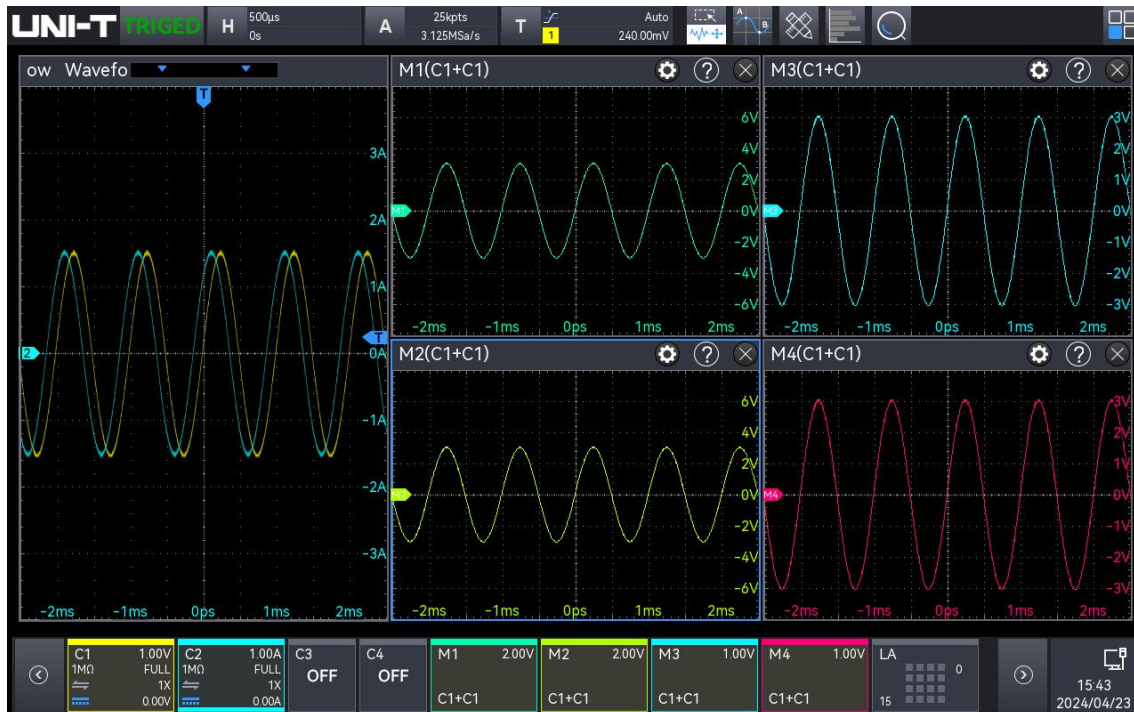 UNI-T TRIGED H 500μs 0s A 25kpts 3.125MSa/s T 1 Auto 240.00mV A B
ow Wavefo
T
3A
2A
1A
T
2
0A
-1A
-2A
-3A
-2ms -1ms 0ps 1ms 2ms
M1(C1+C1)
6V
4V
2V
M1
0V
-2V
-4V
-6V
-2ms -1ms 0ps 1ms 2ms
M3(C1+C1)
3V
2V
1V
M3
0V
-1V
-2V
-3V
-2ms -1ms 0ps 1ms 2ms
M2(C1+C1)
6V
4V
2V
M2
0V
-2V
-4V
-6V
-2ms -1ms 0ps 1ms 2ms
M4(C1+C1)
3V
2V
1V
M4
0V
-1V
-2V
-3V
-2ms -1ms 0ps 1ms 2ms
C1 1.00V
1MΩ FULL
1X
0.00V
C2 1.00A
1MΩ FULL
1X
0.00A
C3
OFF
C4
OFF
M1 2.00V
C1+C1
M2 2.00V
C1+C1
M3 1.00V
C1+C1
M4 1.00V
C1+C1
LA
0
15
15:43
2024/04/23